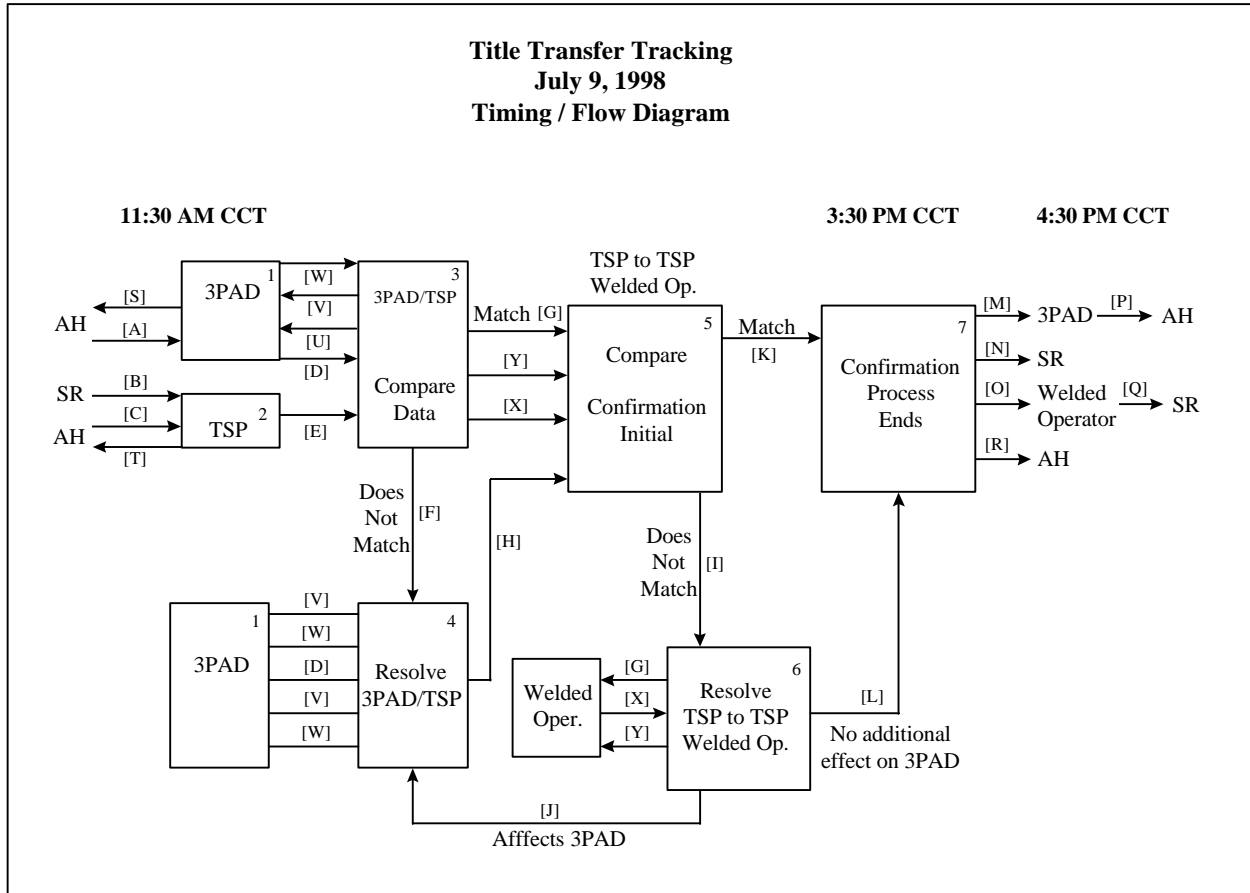 Title Transfer Tracking
July 9, 1998
Timing / Flow Diagram
11:30 AM CCT
3:30 PM CCT
4:30 PM CCT
AH
[S]
[A]
1
3PAD
[W]
[V]
[U]
[D]
SR
[B]
[C]
AH
[T]
2
TSP
[E]
3
3PAD/TSP
Compare
Data
Match [G]
[Y]
[X]
TSP to TSP
Welded Op.
5
Compare
Confirmation
Initial
Match
[K]
7
Confirmation
Process
Ends
[M]
3PAD
[P]
AH
[N]
SR
[O]
Welded
Operator
[Q]
SR
[R]
AH
Does
Not
Match
[F]
[H]
Does
Not
Match
[I]
1
3PAD
[V]
[W]
[D]
[V]
[W]
4
Resolve
3PAD/TSP
Welded
Oper.
[G]
[X]
[Y]
6
Resolve
TSP to TSP
Welded Op.
[L]
No additional
effect on 3PAD
[J]
Afffects 3PAD